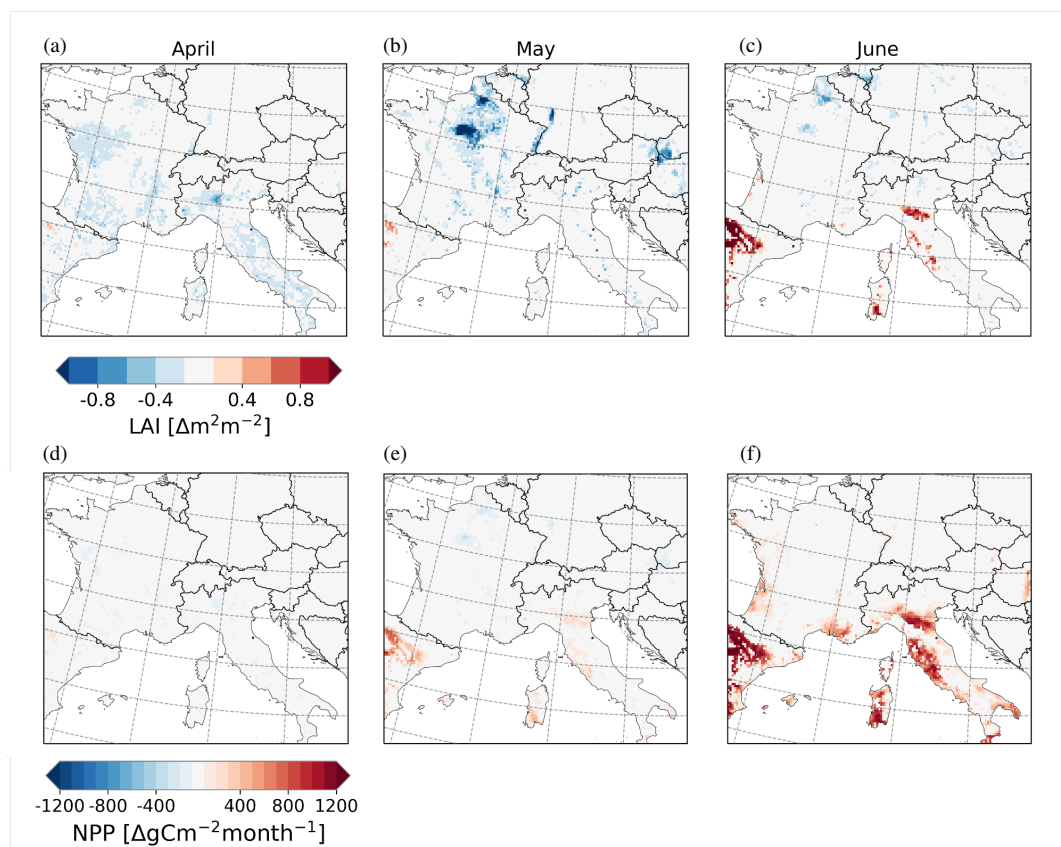 (a) April
(b) May
(c) June
-0.8 -0.4 0.4 0.8
LAI [Δm²m⁻²]
(d)
(e)
(f)
-1200 -800 -400 400 800 1200
NPP [ΔgCm⁻²month⁻¹]